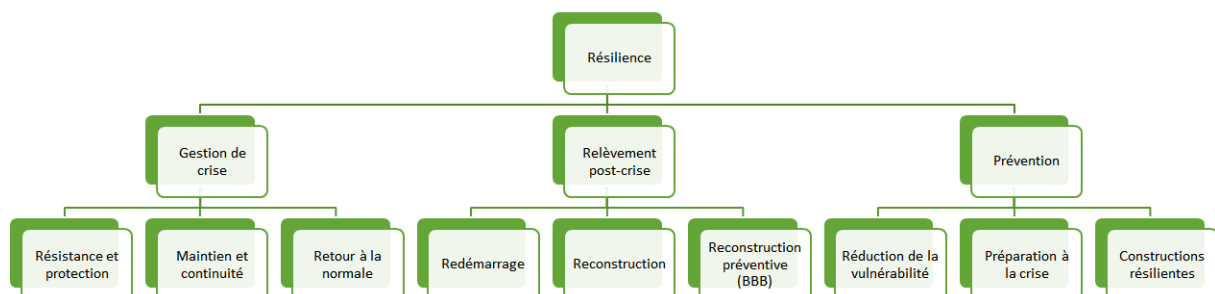 Résilience
Gestion de
crise
Relèvement
post-crise
Prévention
Résistance et
protection
Maintien et
continuité
Retour à la
normale
Redémarrage
Reconstruction
Reconstruction
préventive
(BBB)
Réduction de la
vulnérabilité
Préparation à
la crise
Constructions
résilientes